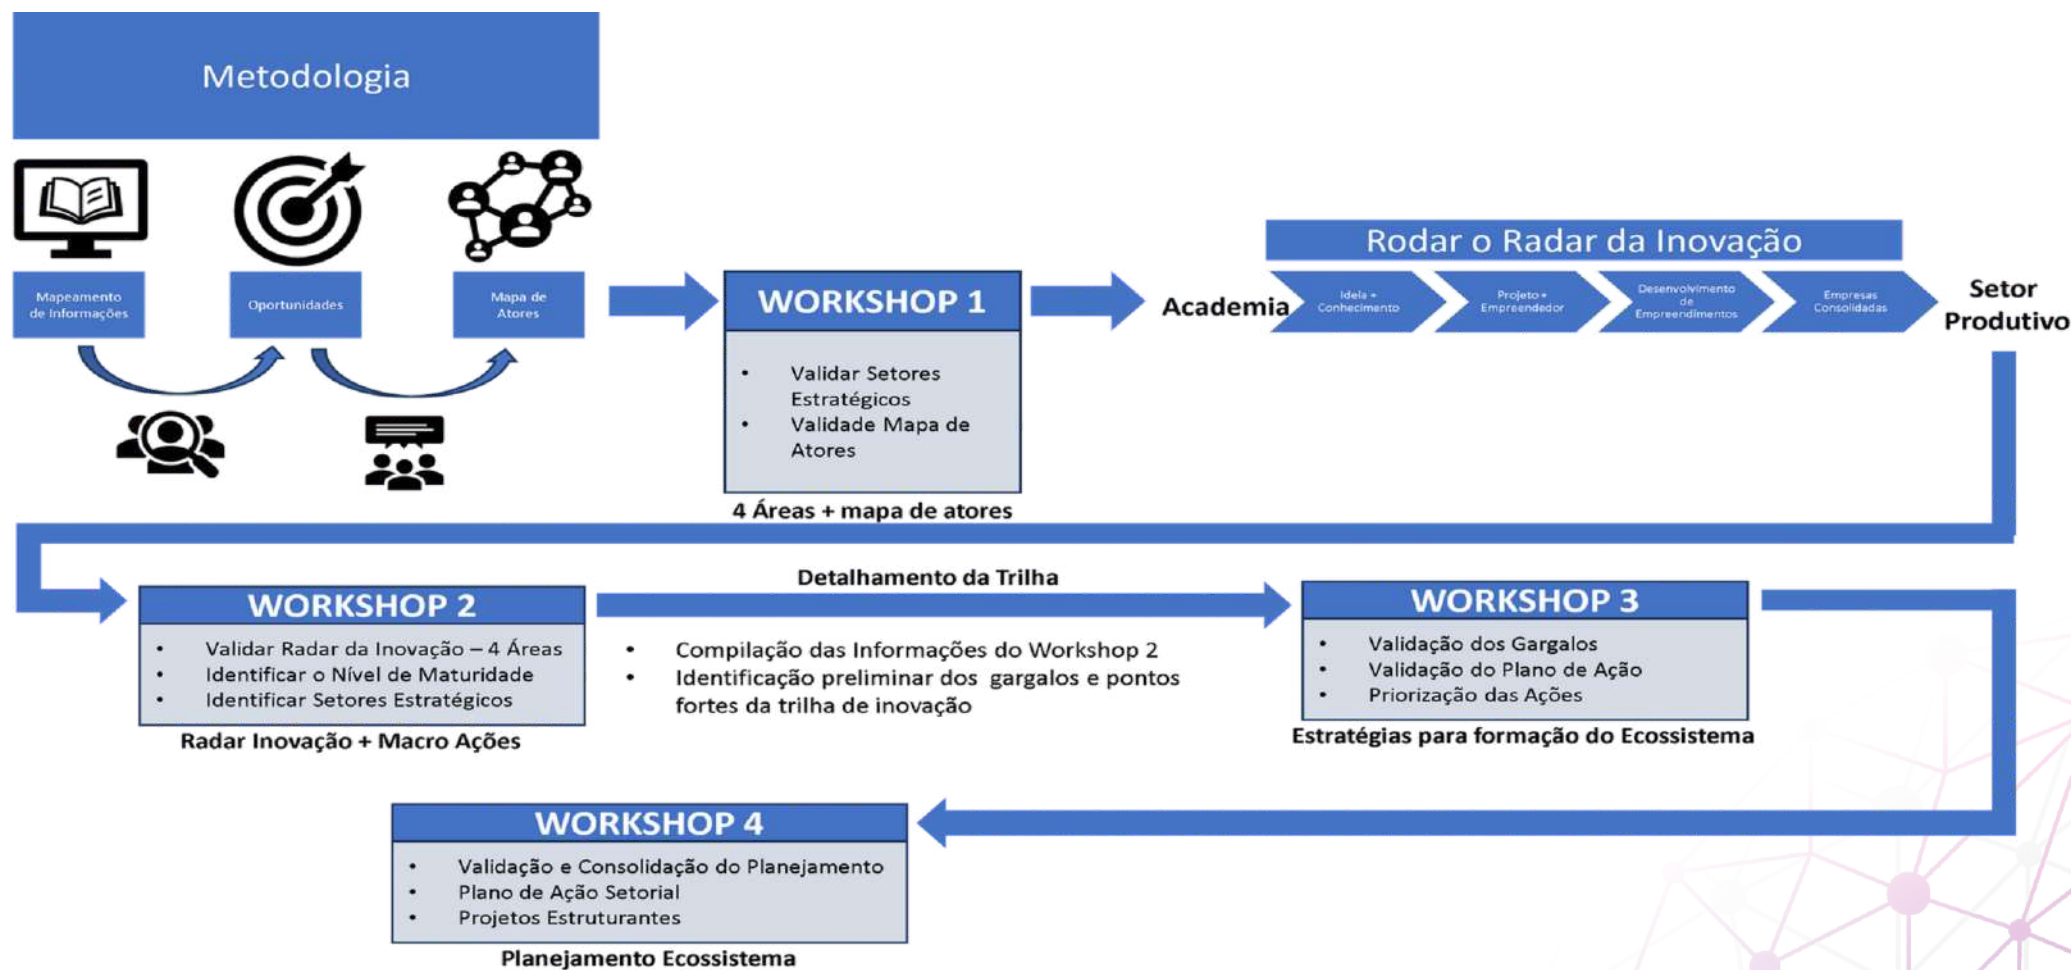 Metodologia
Mapeamento
de Informações
Oportunidades
Mapa de
Atores
WORKSHOP 1
• Validar Setores
Estratégicos
• Validade Mapa de
Atores
4 Áreas + mapa de atores
Rodar o Radar da Inovação
Academia
Ideia +
Conhecimento
Projeto +
Empreendedor
Desenvolvimento
de
Empreendimentos
Empresas
Consolidadas
Setor
Produtivo
WORKSHOP 2
• Validar Radar da Inovação – 4 Áreas
• Identificar o Nível de Maturidade
• Identificar Setores Estratégicos
Radar Inovação + Macro Ações
Detalhamento da Trilha
• Compilação das Informações do Workshop 2
• Identificação preliminar dos gargalos e pontos
fortes da trilha de inovação
WORKSHOP 3
• Validação dos Gargalos
• Validação do Plano de Ação
• Priorização das Ações
Estratégias para formação do Ecossistema
WORKSHOP 4
• Validação e Consolidação do Planejamento
• Plano de Ação Setorial
• Projetos Estruturantes
Planejamento Ecossistema